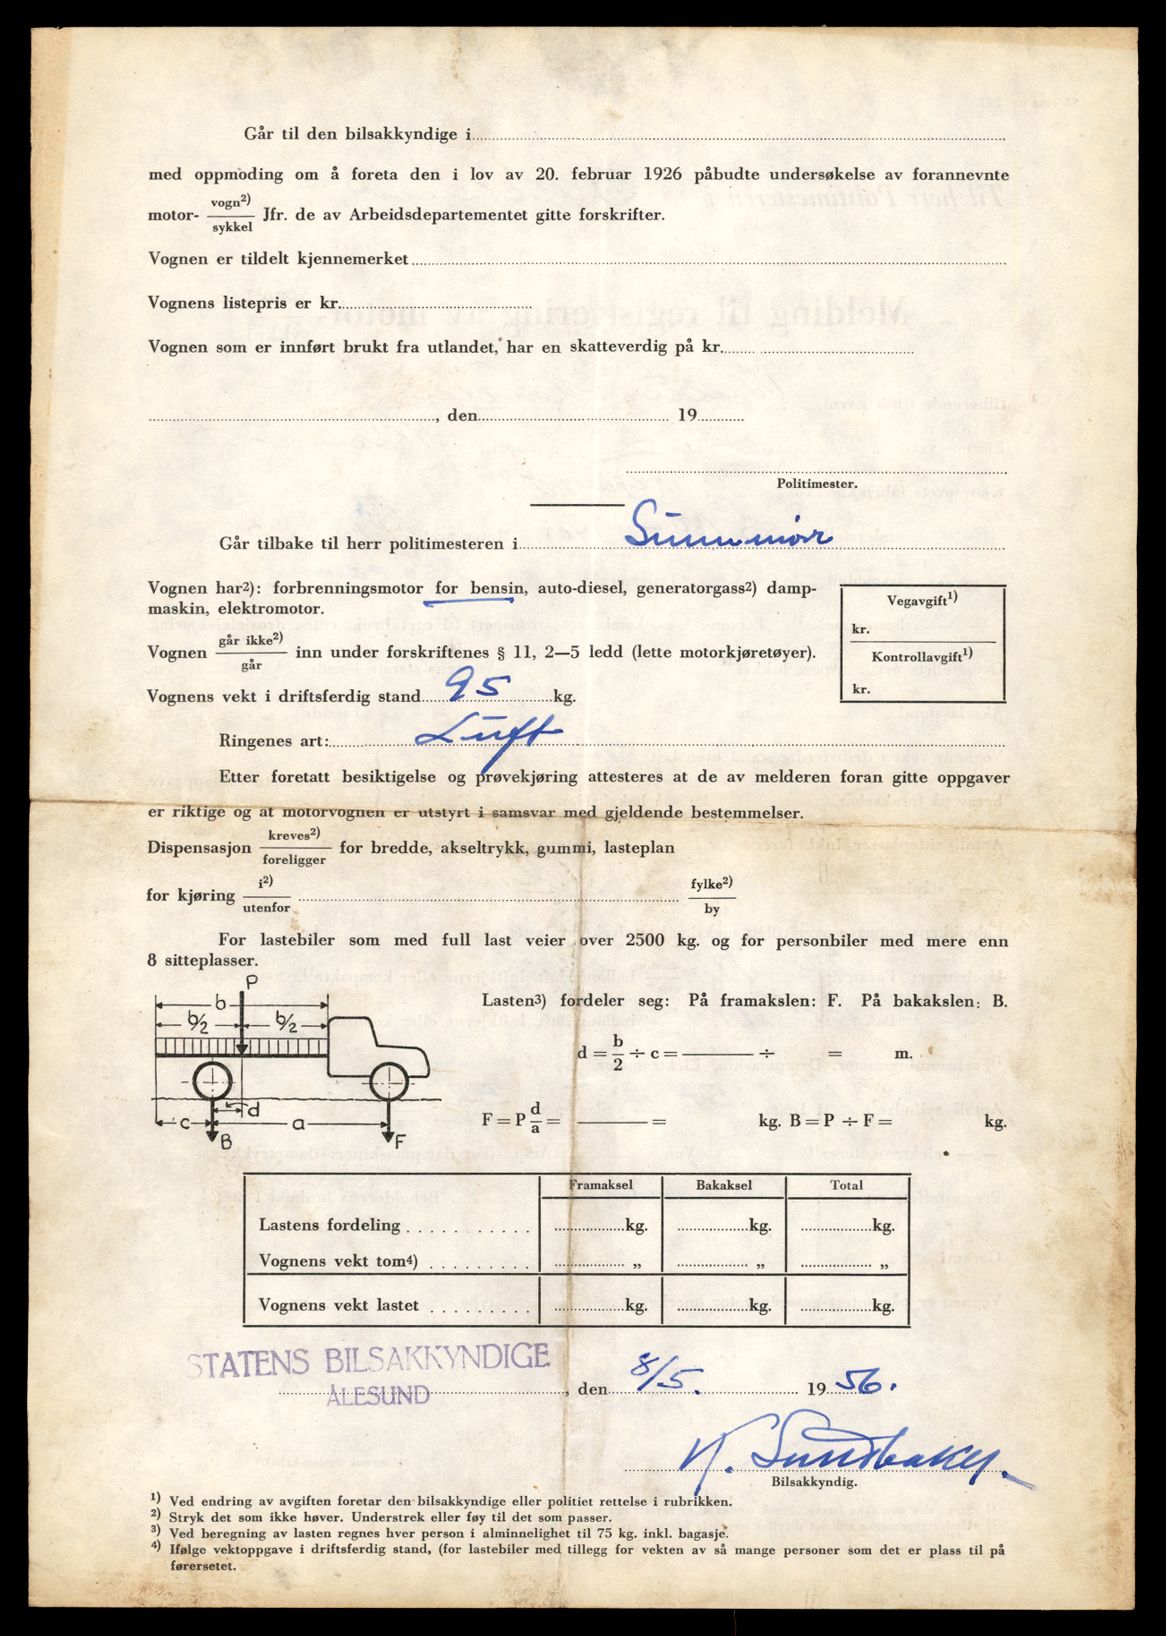 Går til den bilsakkyndige i
med oppmoding om å foreta den i lov av 20. februar 1926 påbudte undersøkelse av forannevnte
motor- vogn2) / sykkel Jfr. de av Arbeidsdepartementet gitte forskrifter.
Vognen er tildelt kjennemerket
Vognens listepris er kr.
Vognen som er innført brukt fra utlandet, har en skatteverdig på kr.
, den 19
Politimester.
Går tilbake til herr politimesteren i Sunnmør
Vognen har2): forbrenningsmotor for bensin, auto-diesel, generatorgass2) damp-
maskin, elektromotor.
Vegavgift1)
kr.
Kontrollavgift1)
kr.
Vognen går ikke2) / går inn under forskriftenes § 11, 2—5 ledd (lette motorkjøretøyer).
Vognens vekt i driftsferdig stand 95 kg.
Ringenes art: Luft
Etter foretatt besiktigelse og prøvekjøring attesteres at de av melderen foran gitte oppgaver
er riktige og at motorvognen er utstyrt i samsvar med gjeldende bestemmelser.
Dispensasjon kreves2) / foreligger for bredde, akseltrykk, gummi, lasteplan
for kjøring i2) / utenfor fylke2) / by
For lastebiler som med full last veier over 2500 kg. og for personbiler med mere enn
8 sitteplasser.
P
b
b/2 b/2
d
c a
B F
Lasten3) fordeler seg: På framakslen: F. På bakakslen: B.
d = b/2 ÷ c = ÷ = m.
F = P d/a = = kg. B = P ÷ F = kg.
Framaksel Bakaksel Total
Lastens fordeling kg. kg. kg.
Vognens vekt tom4) „ „ „
Vognens vekt lastet kg. kg. kg.
STATENS BILSAKKYNDIGE
ÅLESUND , den 8/5. 19 56.
Bilsakkyndig.
1) Ved endring av avgiften foretar den bilsakkyndige eller politiet rettelse i rubrikken.
2) Stryk det som ikke høver. Understrek eller føy til det som passer.
3) Ved beregning av lasten regnes hver person i alminnelighet til 75 kg. inkl. bagasje.
4) Ifølge vektoppgave i driftsferdig stand, (for lastebiler med tillegg for vekten av så mange personer som det er plass til på
førersetet.